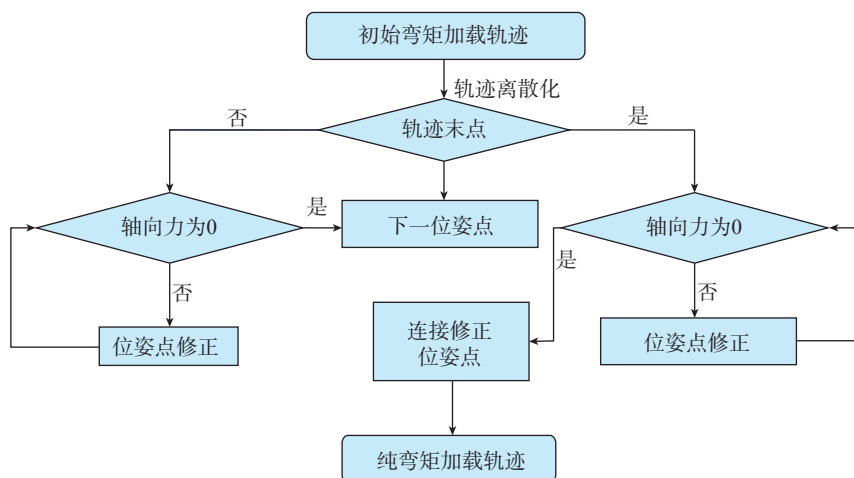 初始弯矩加载轨迹
轨迹离散化
轨迹末点
否
是
轴向力为0
是
下一位姿点
轴向力为0
否
是
否
位姿点修正
连接修正
位姿点
位姿点修正
纯弯矩加载轨迹